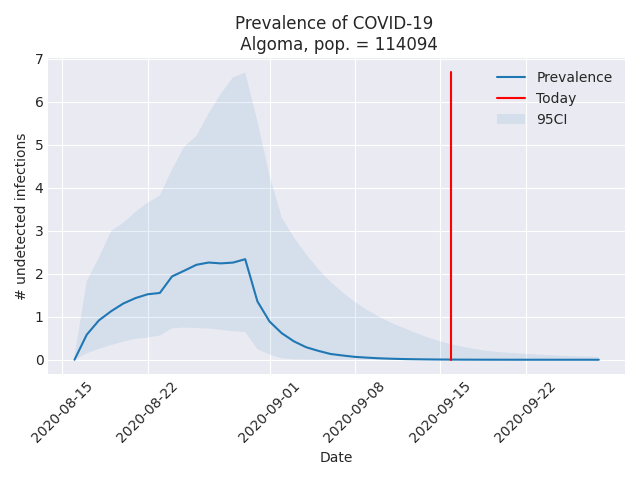 Prevalence of COVID-19
Algoma, pop. = 114094
# undetected infections
7
6
5
4
3
2
1
0
Prevalence
Today
95CI
2020-08-15
2020-08-22
2020-09-01
2020-09-08
2020-09-15
2020-09-22
Date